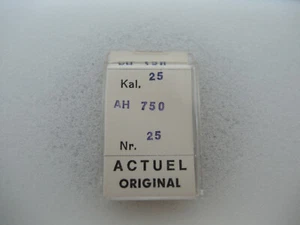 Kal. 25
AH 750
Nr. 25
ACTUEL
ORIGINAL